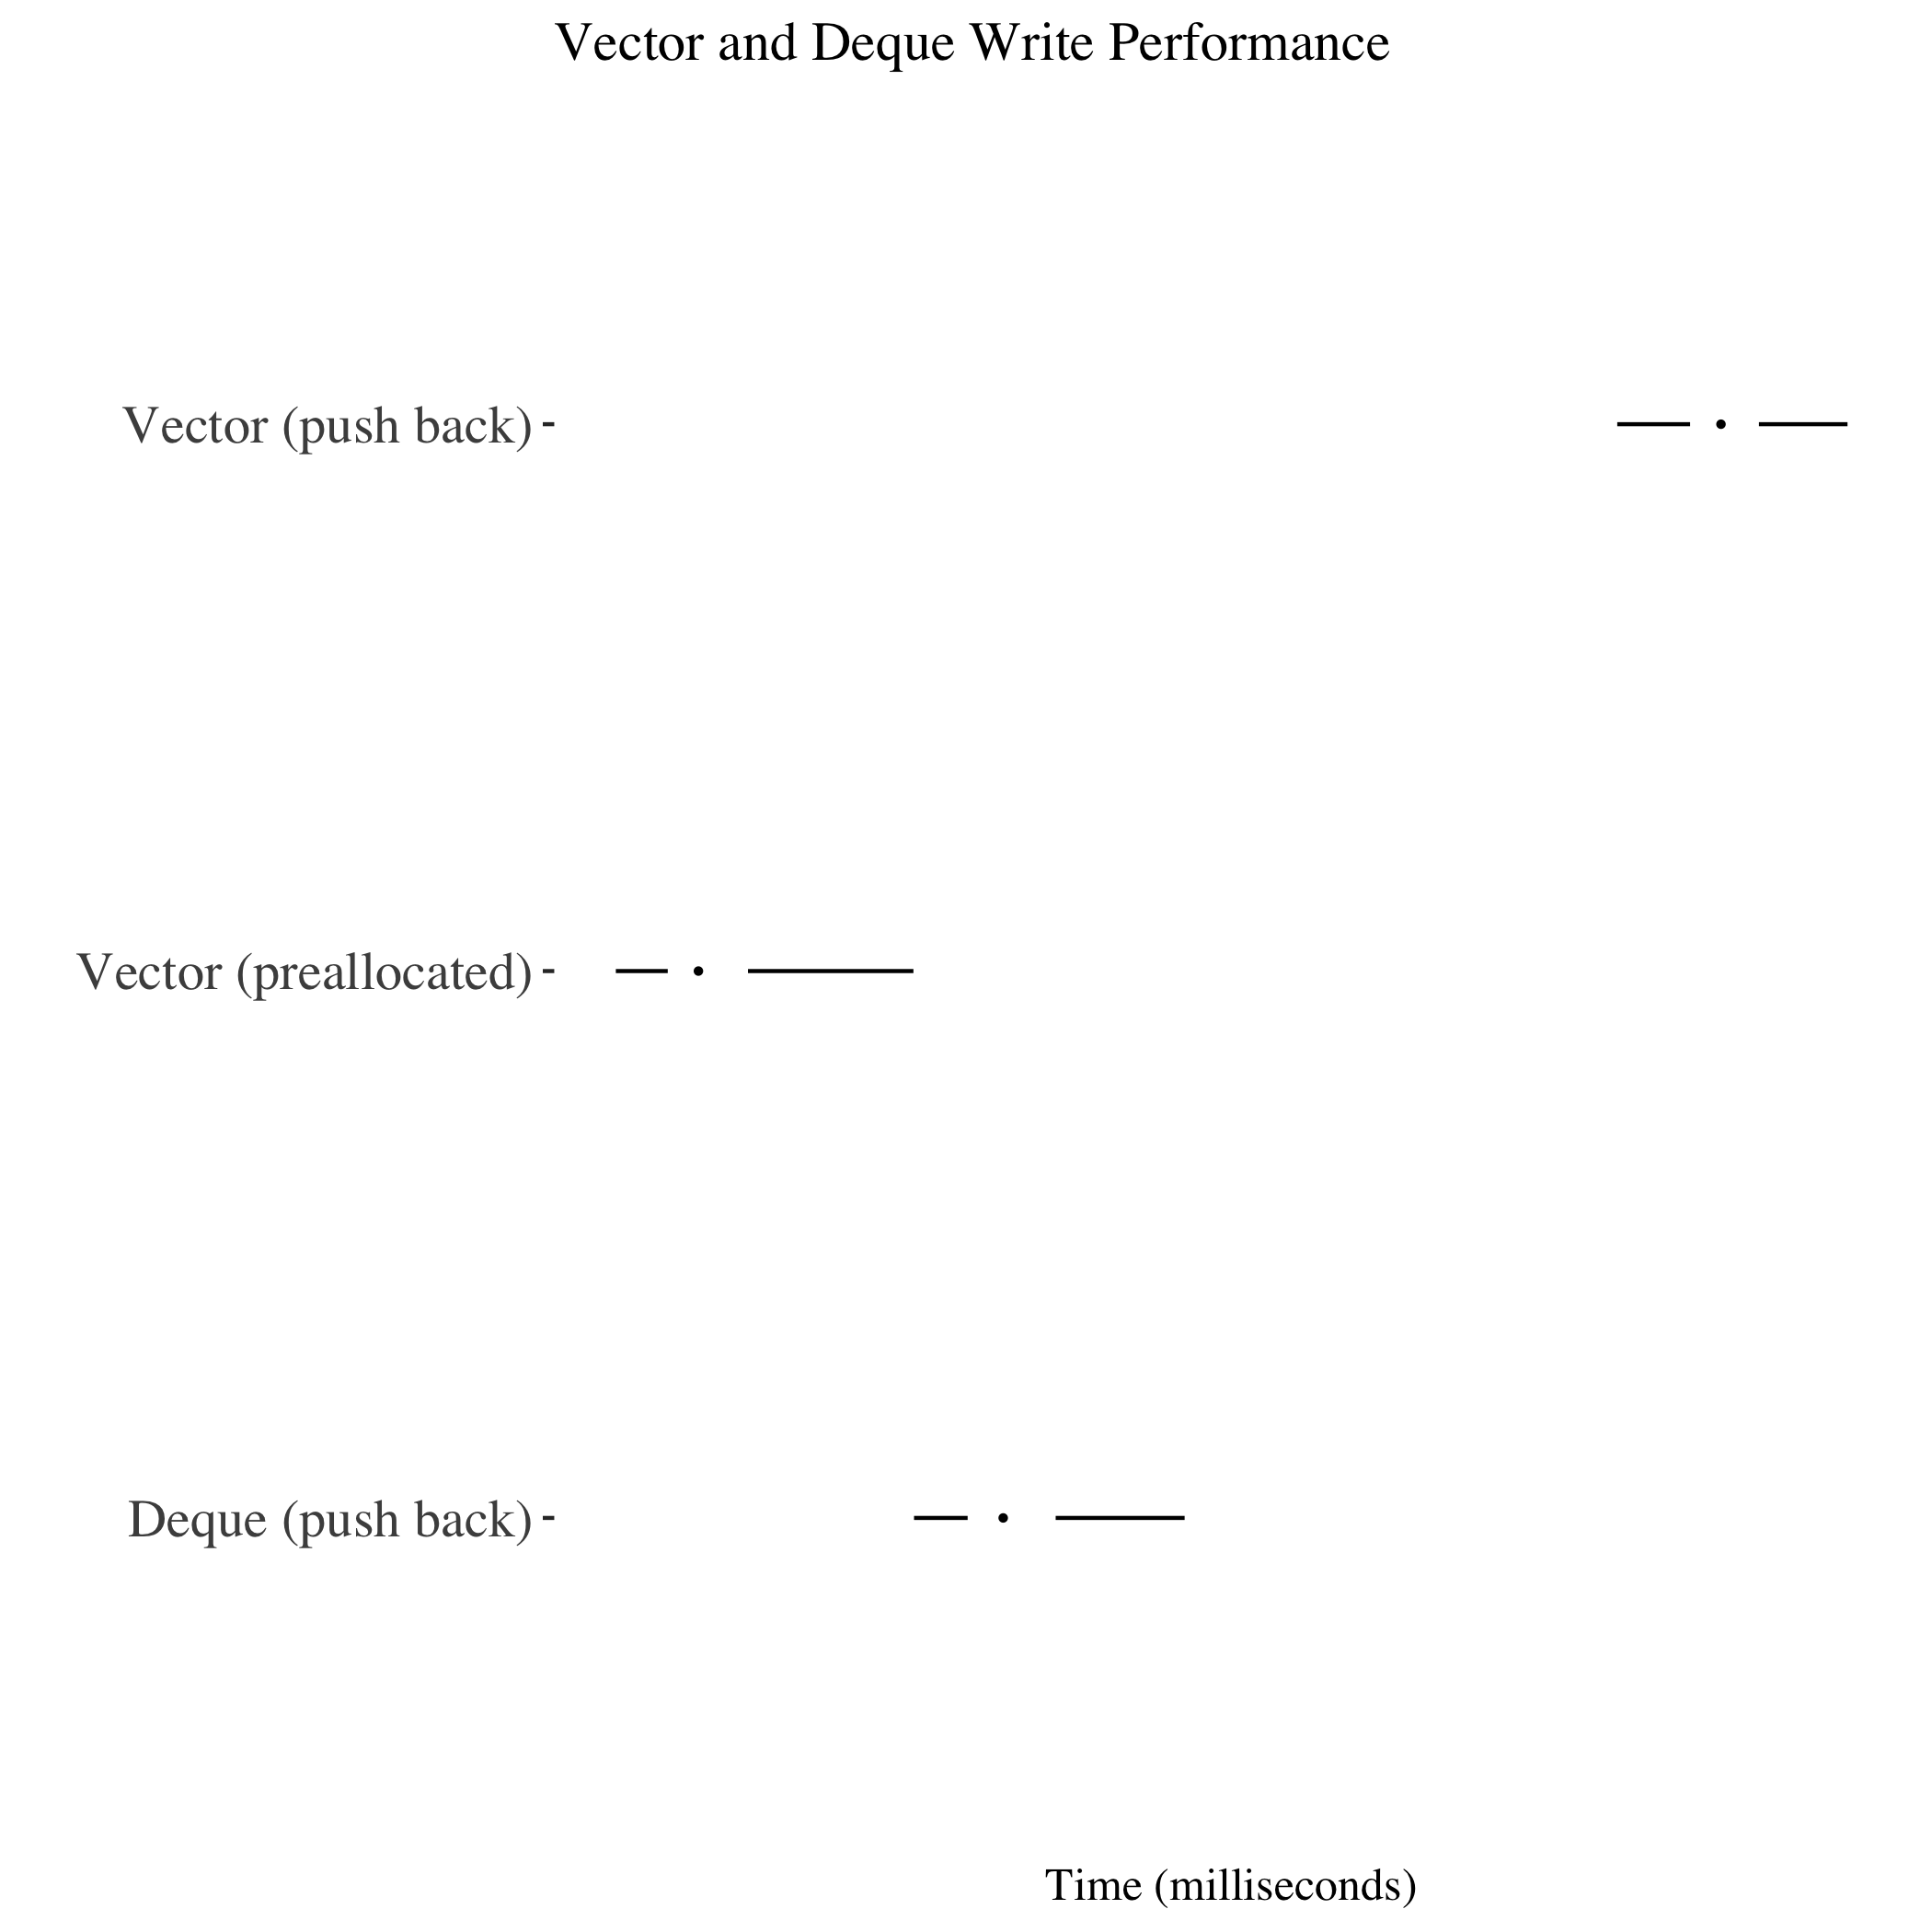 Vector and Deque Write Performance
Vector (push back)
Vector (preallocated)
Deque (push back)
Time (milliseconds)